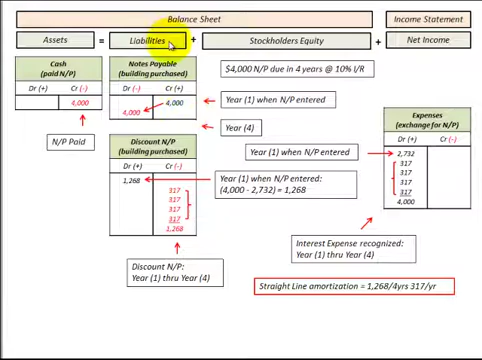 Balance Sheet
Income Statement
Assets = Liabilities + Stockholders Equity + Net Income
Cash
(paid N/P)
Dr (+) Cr (-)
4,000
N/P Paid
Notes Payable
(building purchased)
Dr (-) Cr (+)
4,000
4,000
$4,000 N/P due in 4 years @ 10% I/R
Year (1) when N/P entered
Year (4)
Discount N/P
(building purchased)
Dr (+) Cr (-)
1,268
317
317
317
317
1,268
Year (1) when N/P entered
Year (1) when N/P entered:
(4,000 - 2,732) = 1,268
Expenses
(exchange for N/P)
Dr (+) Cr (-)
2,732
317
317
317
317
4,000
Discount N/P:
Year (1) thru Year (4)
Interest Expense recognized:
Year (1) thru Year (4)
Straight Line amortization = 1,268/4yrs 317/yr